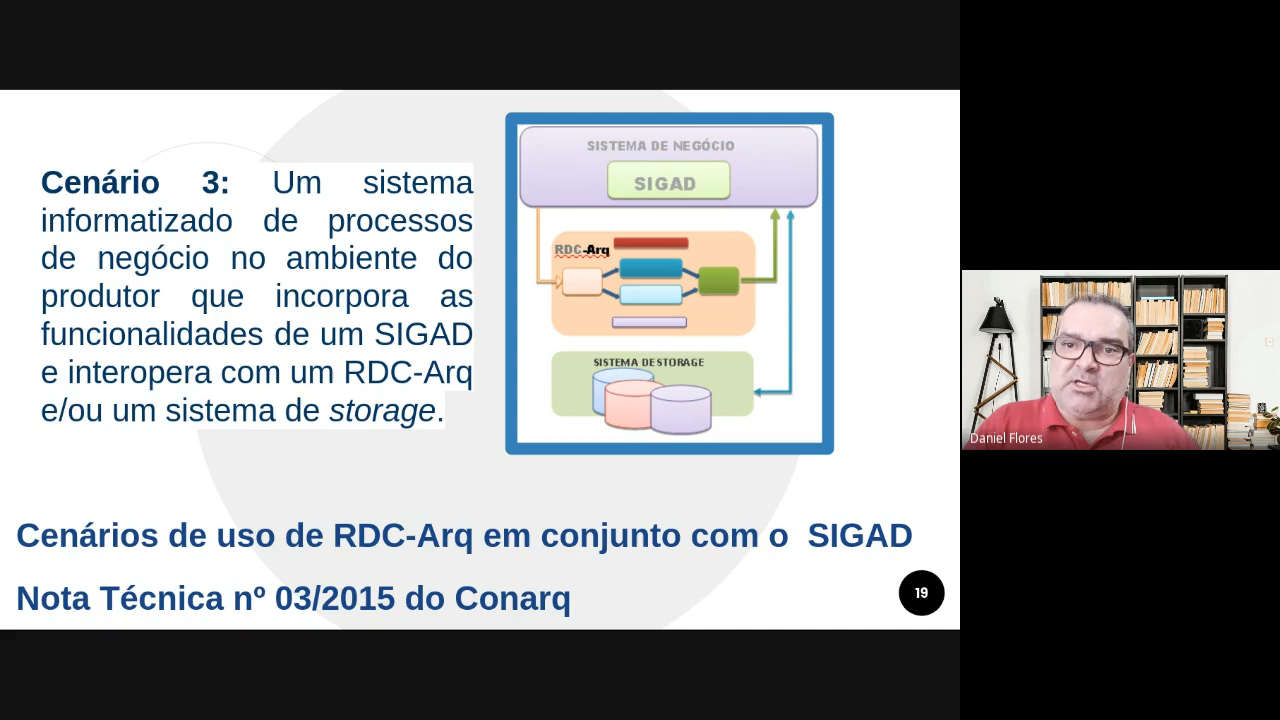 Cenário 3: Um sistema
informatizado de processos
de negócio no ambiente do
produtor que incorpora as
funcionalidades de um SIGAD
e interopera com um RDC-Arq
e/ou um sistema de storage.
SISTEMA DE NEGÓCIO
SIGAD
RDC-Arq
SISTEMA DE STORAGE
Cenários de uso de RDC-Arq em conjunto com o SIGAD
Nota Técnica nº 03/2015 do Conarq
19
Daniel Flores